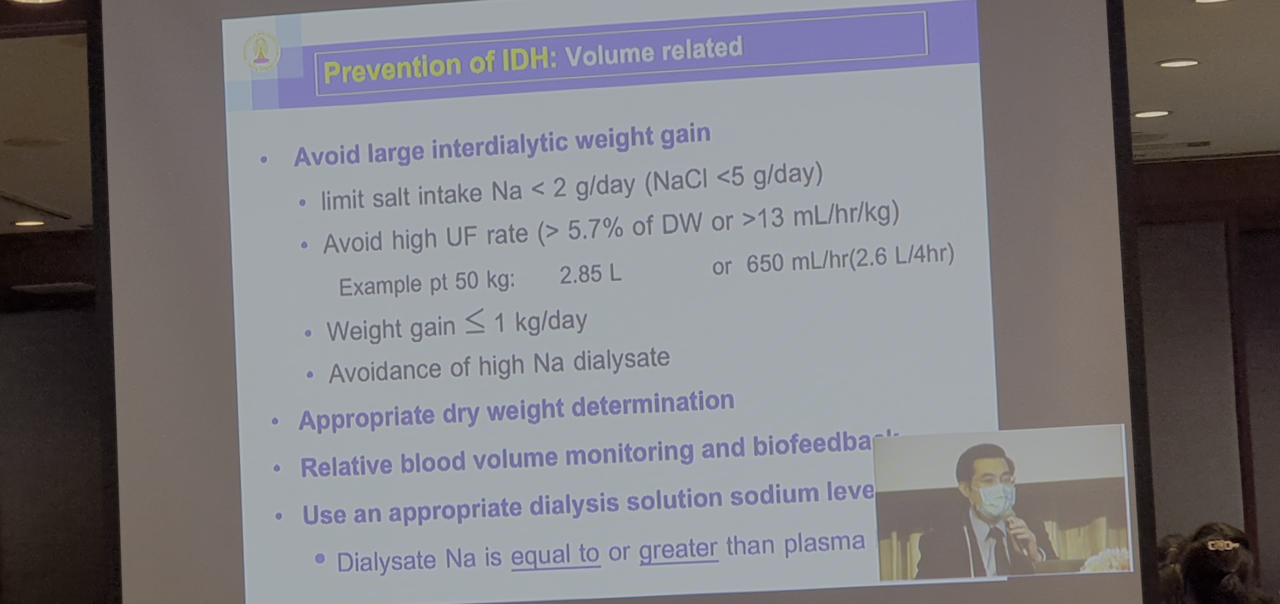 Prevention of IDH: Volume related
• Avoid large interdialytic weight gain
• limit salt intake Na < 2 g/day (NaCl <5 g/day)
• Avoid high UF rate (> 5.7% of DW or >13 mL/hr/kg)
Example pt 50 kg: 2.85 L or 650 mL/hr(2.6 L/4hr)
• Weight gain ≤ 1 kg/day
• Avoidance of high Na dialysate
• Appropriate dry weight determination
• Relative blood volume monitoring and
• Use an appropriate dialysis solution sodium
• Dialysate Na is equal to or greater than plasma